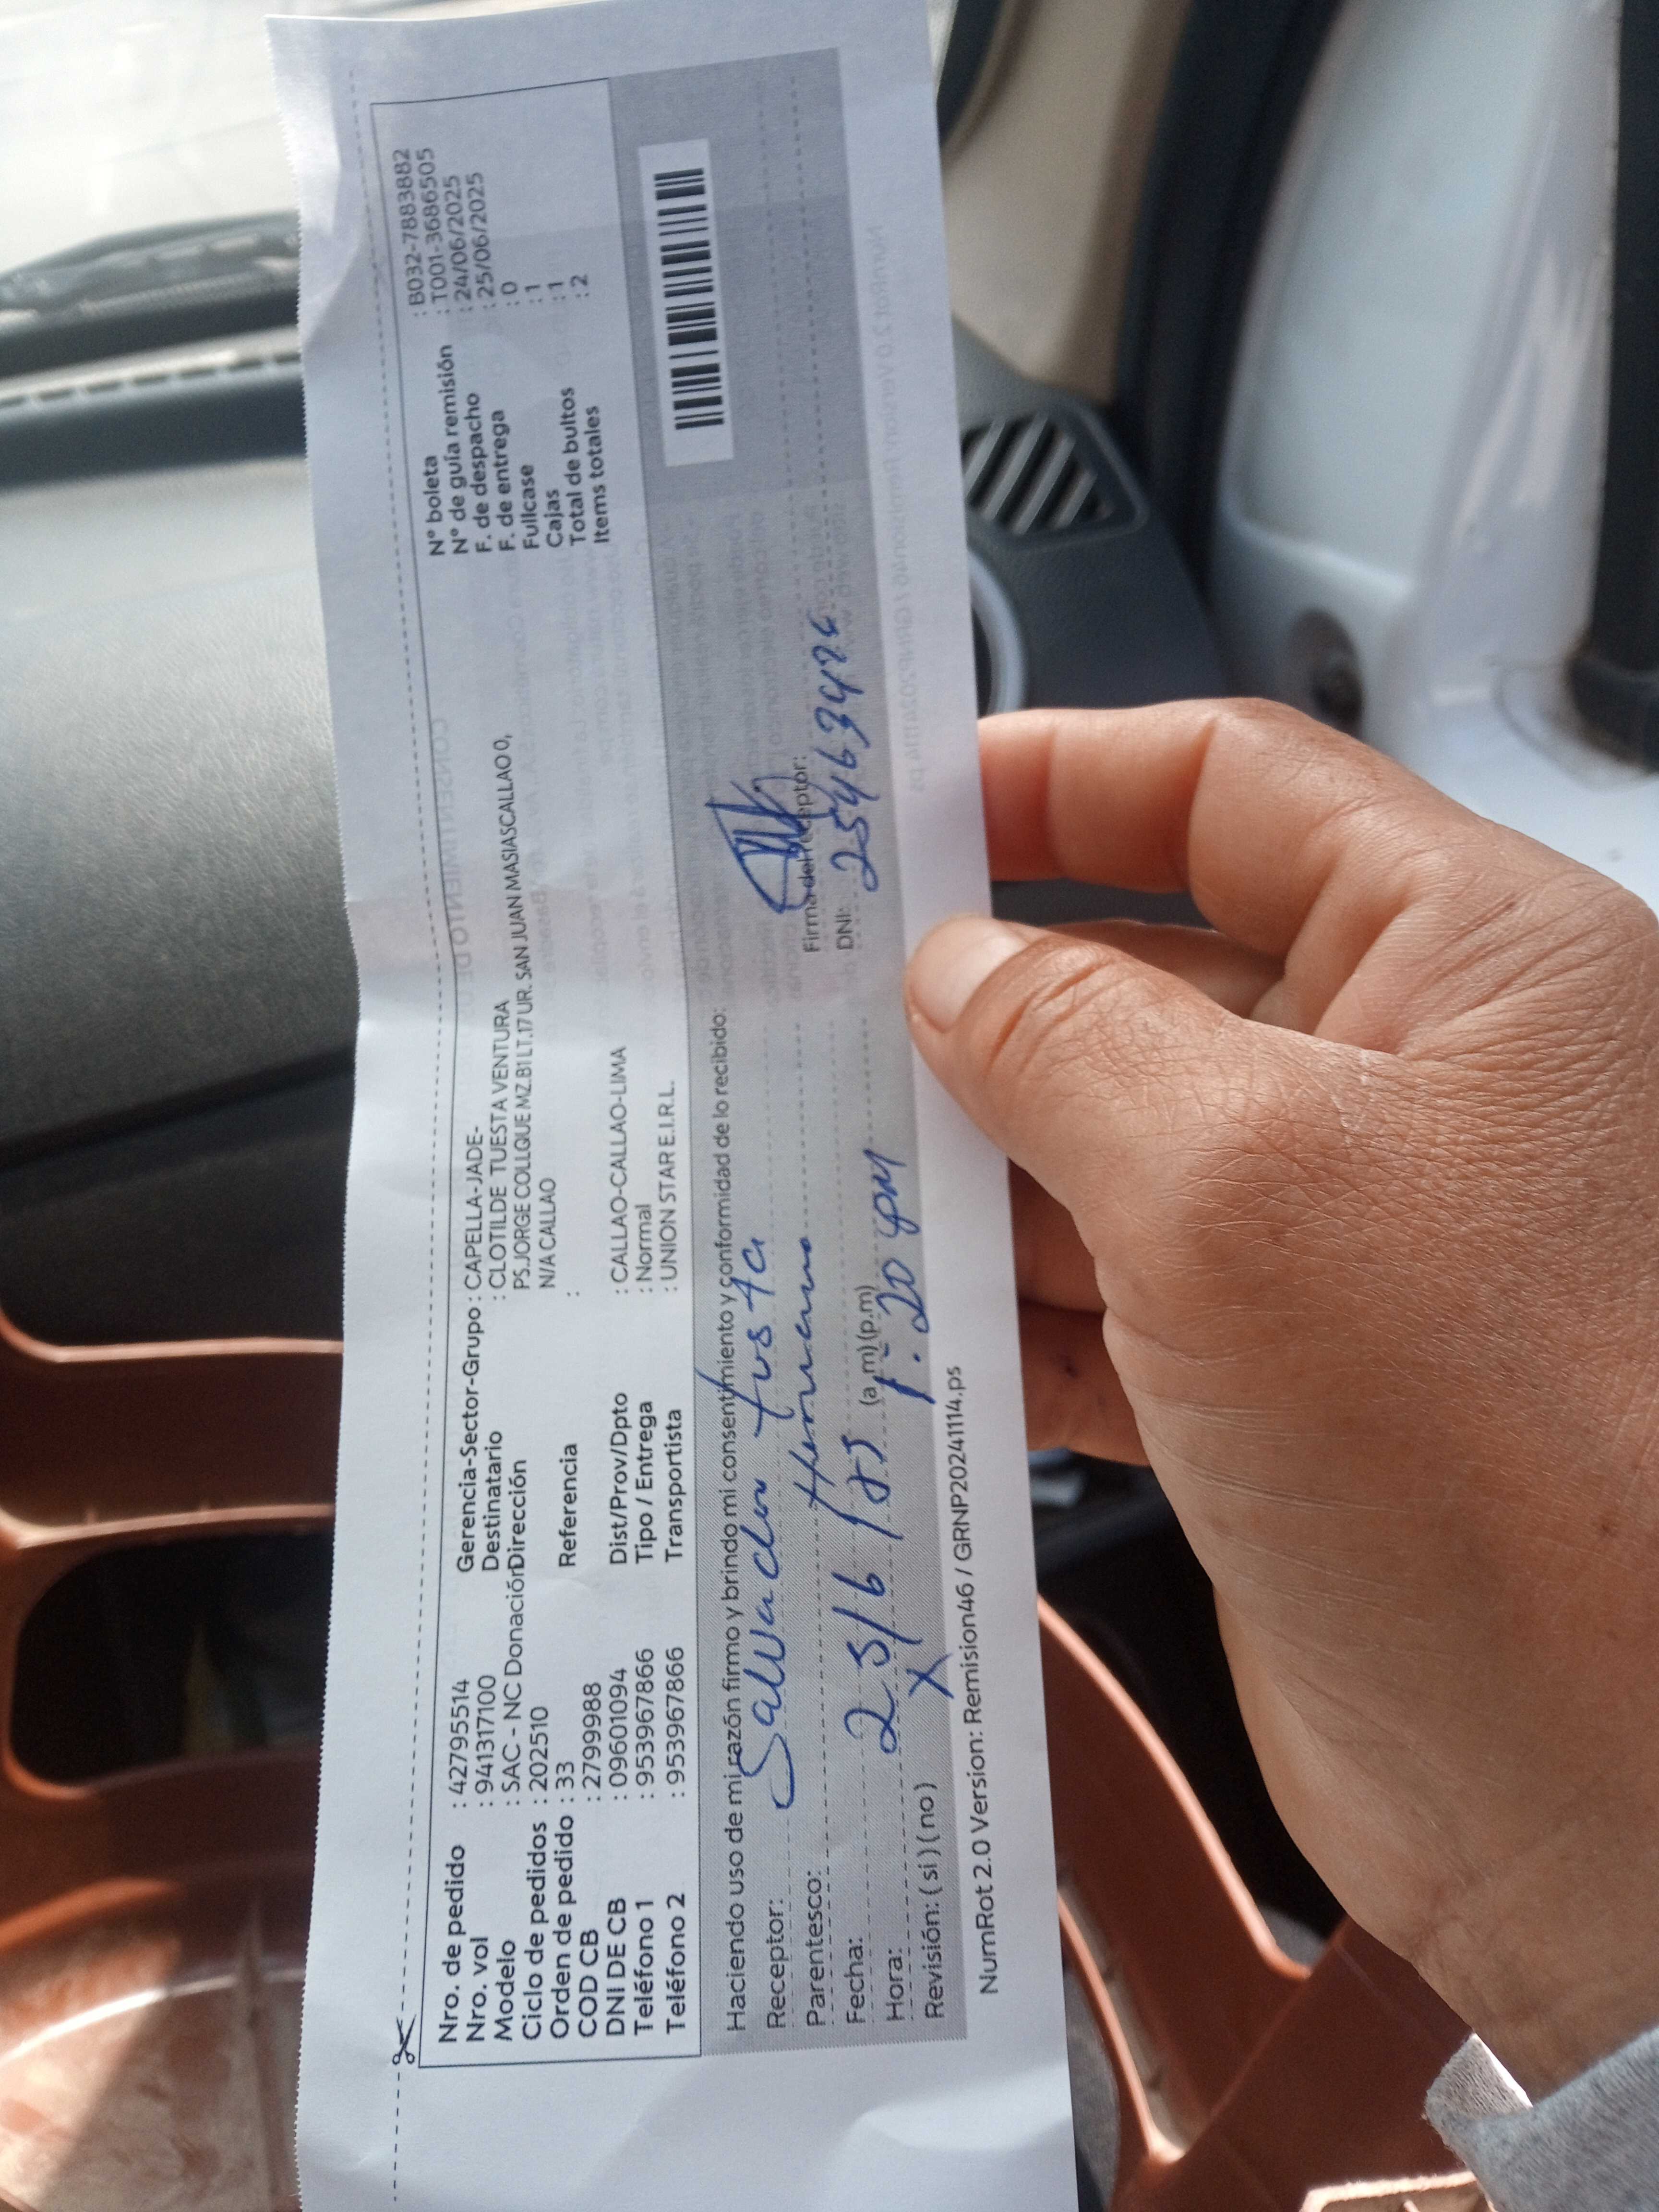 Nro. de pedido : 42795514
Nro. vol : 941317100
Modelo : SAC - NC Donación
Ciclo de pedidos : 202510
Orden de pedido : 33
COD CB : 2799988
DNI DE CB : 09601094
Teléfono 1 : 953967866
Teléfono 2 : 953967866
Gerencia-Sector-Grupo : CAPELLA-JADE-
Destinatario : CLOTILDE TUESTA VENTURA
Dirección PS.JORGE COLLQUE MZ.B1 LT.17 UR. SAN JUAN MASIASCALLAO 0,
N/A CALLAO
Referencia :
Dist/Prov/Dpto : CALLAO-CALLAO-LIMA
Tipo / Entrega : Normal
Transportista : UNION STAR E.I.R.L.
N° boleta : B032-7883882
N° de guía remisión : T001-3686505
F. de despacho : 24/06/2025
F. de entrega : 25/06/2025
Fullcase : 0
Cajas : 1
Total de bultos : 1
Items totales : 2
Haciendo uso de mi razón firmo y brindo mi consentimiento y conformidad de lo recibido:
Receptor: Salvador
Parentesco: Hermano
Fecha: 25/6/
Hora: (a.m)(p.m) 1:20 pm
Revisión: ( si ) ( no ) X
Firma del receptor:
DNI:
NumRot 2.0 Version: Remision46 / GRNP20241114.ps